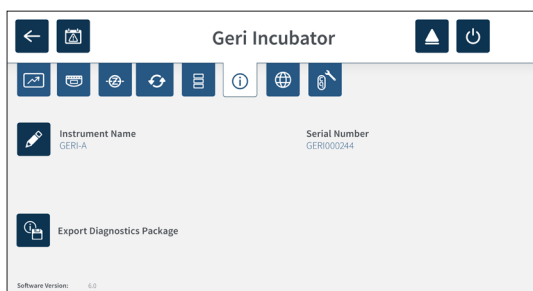 Geri Incubator
Instrument Name
GERI-A
Serial Number
GERI000244
Export Diagnostics Package
Software Version: 6.0